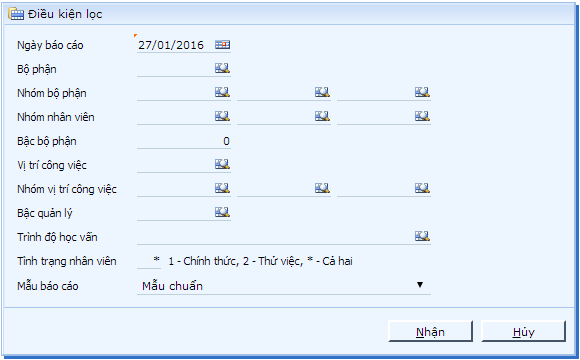 Điều kiện lọc
Ngày báo cáo 27/01/2016
Bộ phận
Nhóm bộ phận
Nhóm nhân viên
Bậc bộ phận 0
Vị trí công việc
Nhóm vị trí công việc
Bậc quản lý
Trình độ học vấn
Tình trạng nhân viên * 1 - Chính thức, 2 - Thử việc, * - Cả hai
Mẫu báo cáo Mẫu chuẩn
Nhận Hủy